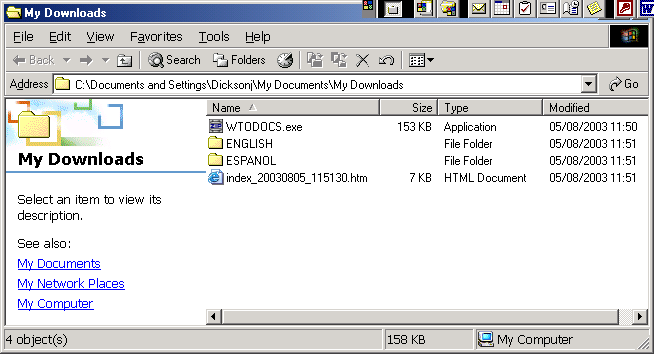 My Downloads
File Edit View Favorites Tools Help
Back Search Folders
Address C:\Documents and Settings\Dicksonj\My Documents\My Downloads Go
Name Size Type Modified
WTODOCS.exe 153 KB Application 05/08/2003 11:50
ENGLISH File Folder 05/08/2003 11:51
ESPANOL File Folder 05/08/2003 11:51
index_20030805_115130.htm 7 KB HTML Document 05/08/2003 11:51
My Downloads
Select an item to view its
description.
See also:
My Documents
My Network Places
My Computer
4 object(s) 158 KB My Computer